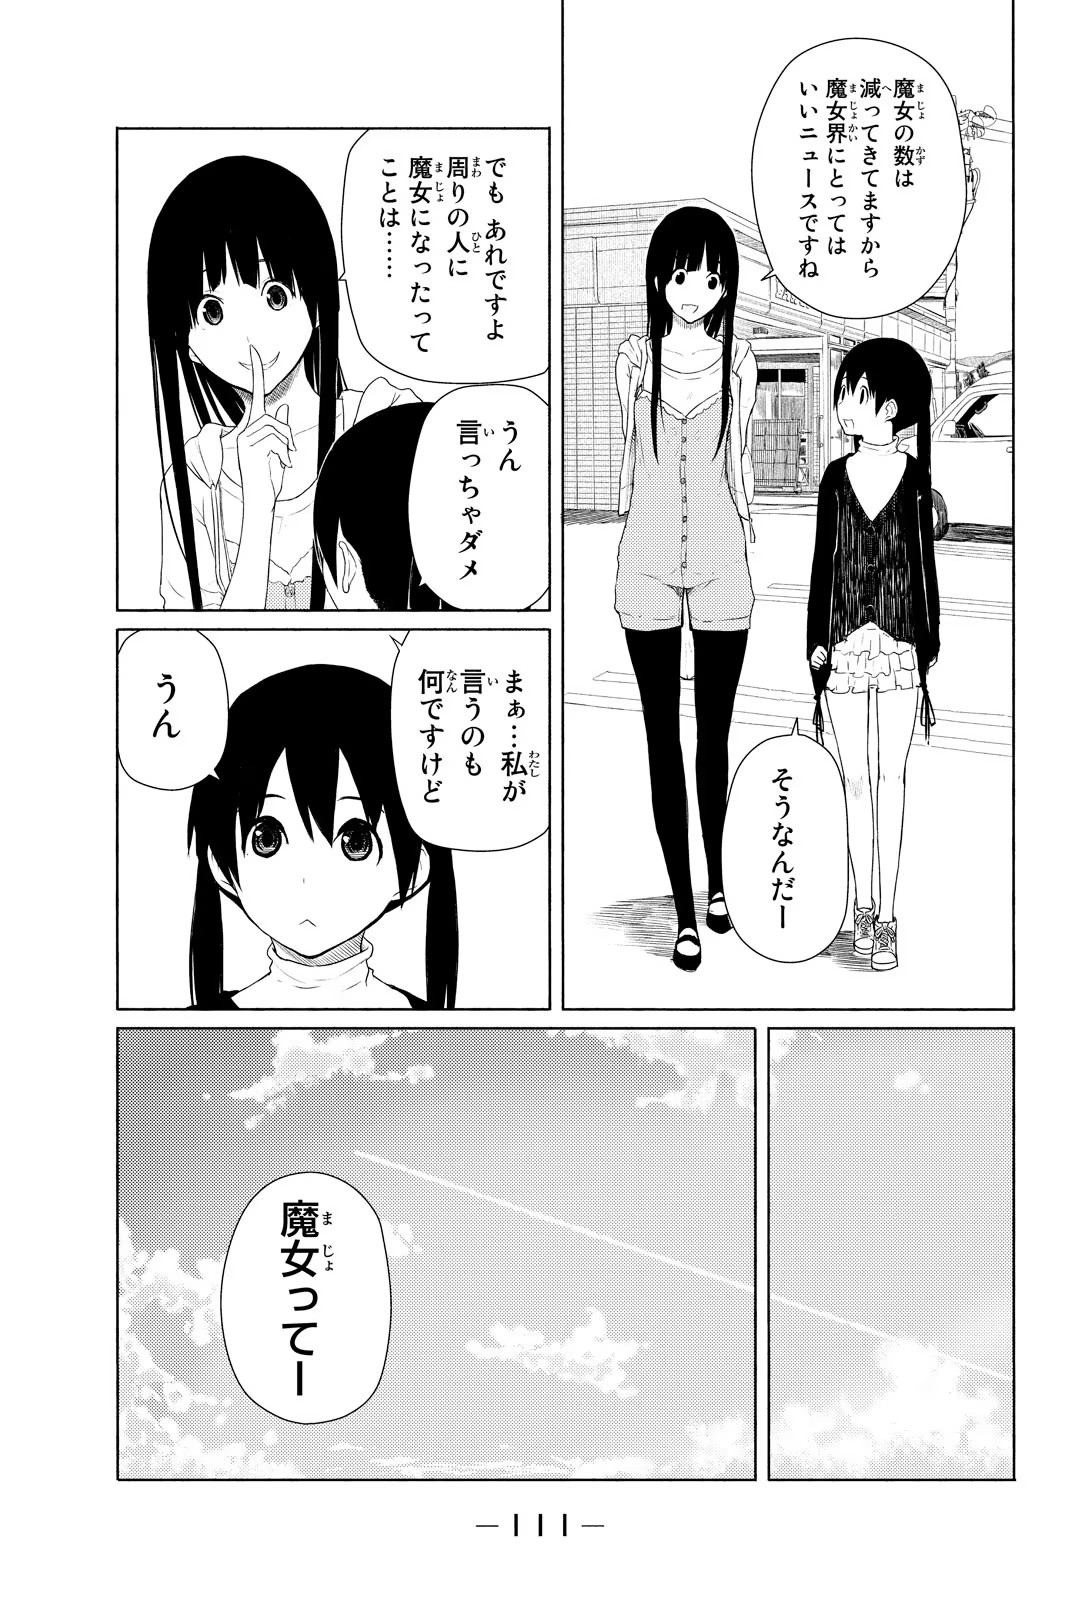 魔女の数は
減ってきてますから
魔女界にとっては
いいニュースですね
そうなんだー
でも あれですよ
周りの人に
魔女になったって
ことは……
うん
言っちゃダメ
まぁ…私が
言うのも
何ですけど
うん
魔女ってー
―111―